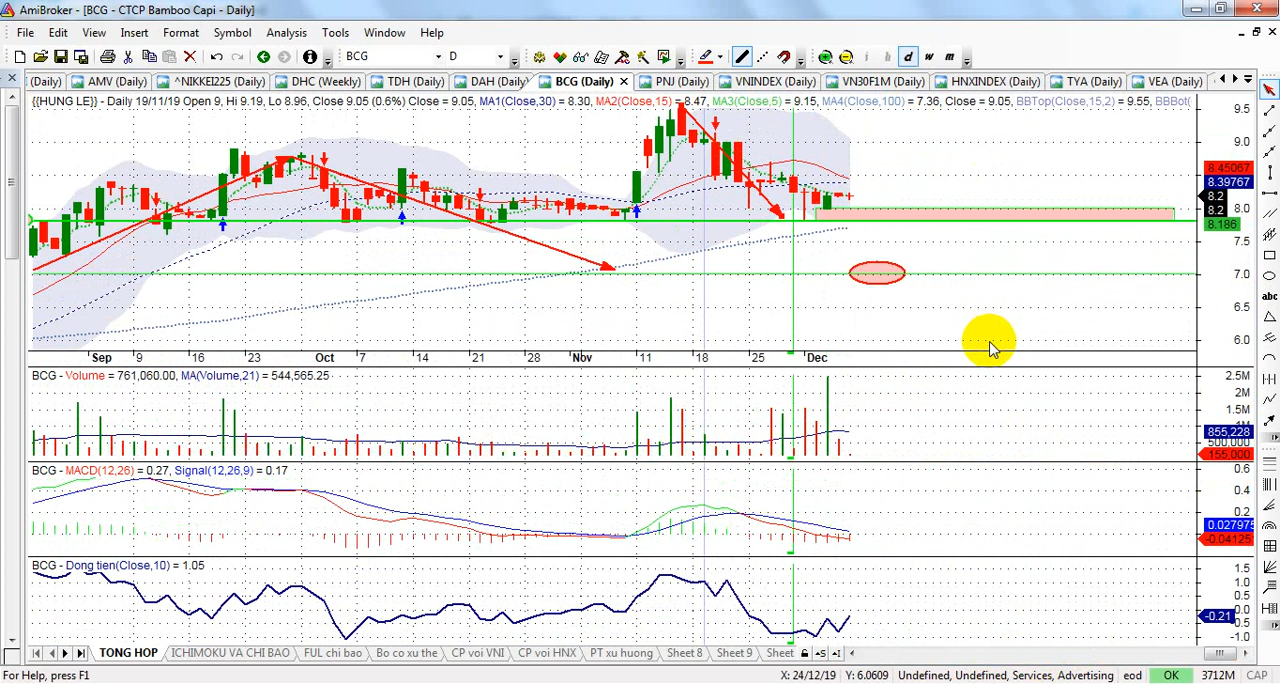 AmiBroker - [BCG - CTCP Bamboo Capi - Daily]
File Edit View Insert Format Symbol Analysis Tools Window Help
BCG D i h d w m
(Daily) AMV (Daily) ^NIKKEI225 (Daily) DHC (Weekly) TDH (Daily) DAH (Daily) BCG (Daily) PNJ (Daily) VNINDEX (Daily) VN30F1M (Daily) HNXINDEX (Daily) TYA (Daily) VEA (Daily)
{{HUNG LE}} - Daily 19/11/19 Open 9, Hi 9.19, Lo 8.96, Close 9.05 (0.6%) Close = 9.05, MA1(Close,30) = 8.30, MA2(Close,15) = 8.47, MA3(Close,5) = 9.15, MA4(Close,100) = 7.36, Close = 9.05, BBTop(Close,15,2) = 9.55, BBBot(
9.5
9.0
8.45067
8.39767
8.2
8.0
8.2
8.186
7.5
7.0
6.5
6.0
abc
Sep 9 16 23 Oct 7 14 21 28 Nov 11 18 25 Dec
BCG - Volume = 761,060.00, MA(Volume,21) = 544,565.25
2.5M
2M
1.5M
855,228
500,000
155,000
BCG - MACD(12,26) = 0.27, Signal(12,26,9) = 0.17
0.6
0.4
0.2
0.027975
-0.04125
BCG - Dong tien(Close,10) = 1.05
1.5
1.0
0.5
0.0
-0.21
-1.0
TONG HOP ICHIMOKU VA CHI BAO FUL chi bao Bo co xu the CP voi VNI CP voi HNX PT xu huong Sheet 8 Sheet 9 Sheet
For Help, press F1 X: 24/12/19 Y: 6.0609 Undefined, Undefined, Services, Advertising eod OK 3712M CAP